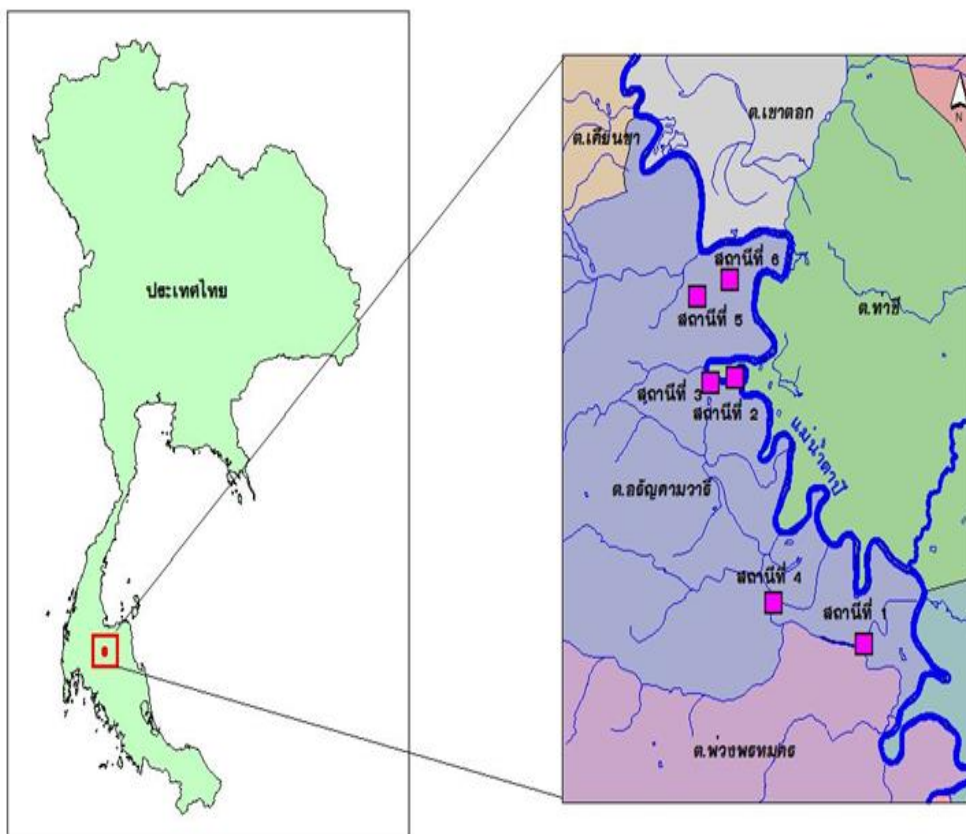 ประเทศไทย
ต.เขาตอก
ต.เคียนซา
N
สถานีที่ 6
สถานีที่ 5
ต.ทาชี
สถานีที่ 3
สถานีที่ 2
แม่น้ำตาปี
ต.อรัญคามวารี
สถานีที่ 4
สถานีที่ 1
ต.พ่วงพรหมคร